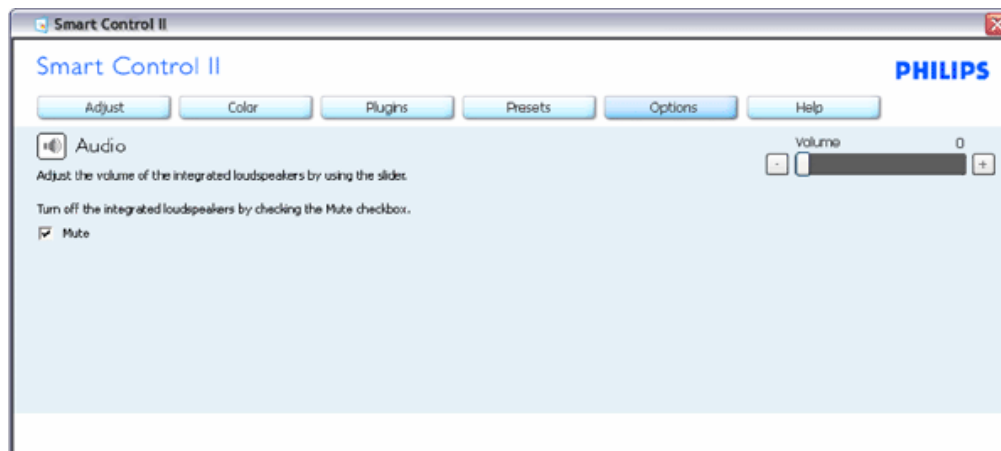 Smart Control II
Smart Control II
PHILIPS
Adjust Color Plugins Presets Options Help
Audio
Volume 0
- +
Adjust the volume of the integrated loudspeakers by using the slider.
Turn off the integrated loudspeakers by checking the Mute checkbox.
Mute